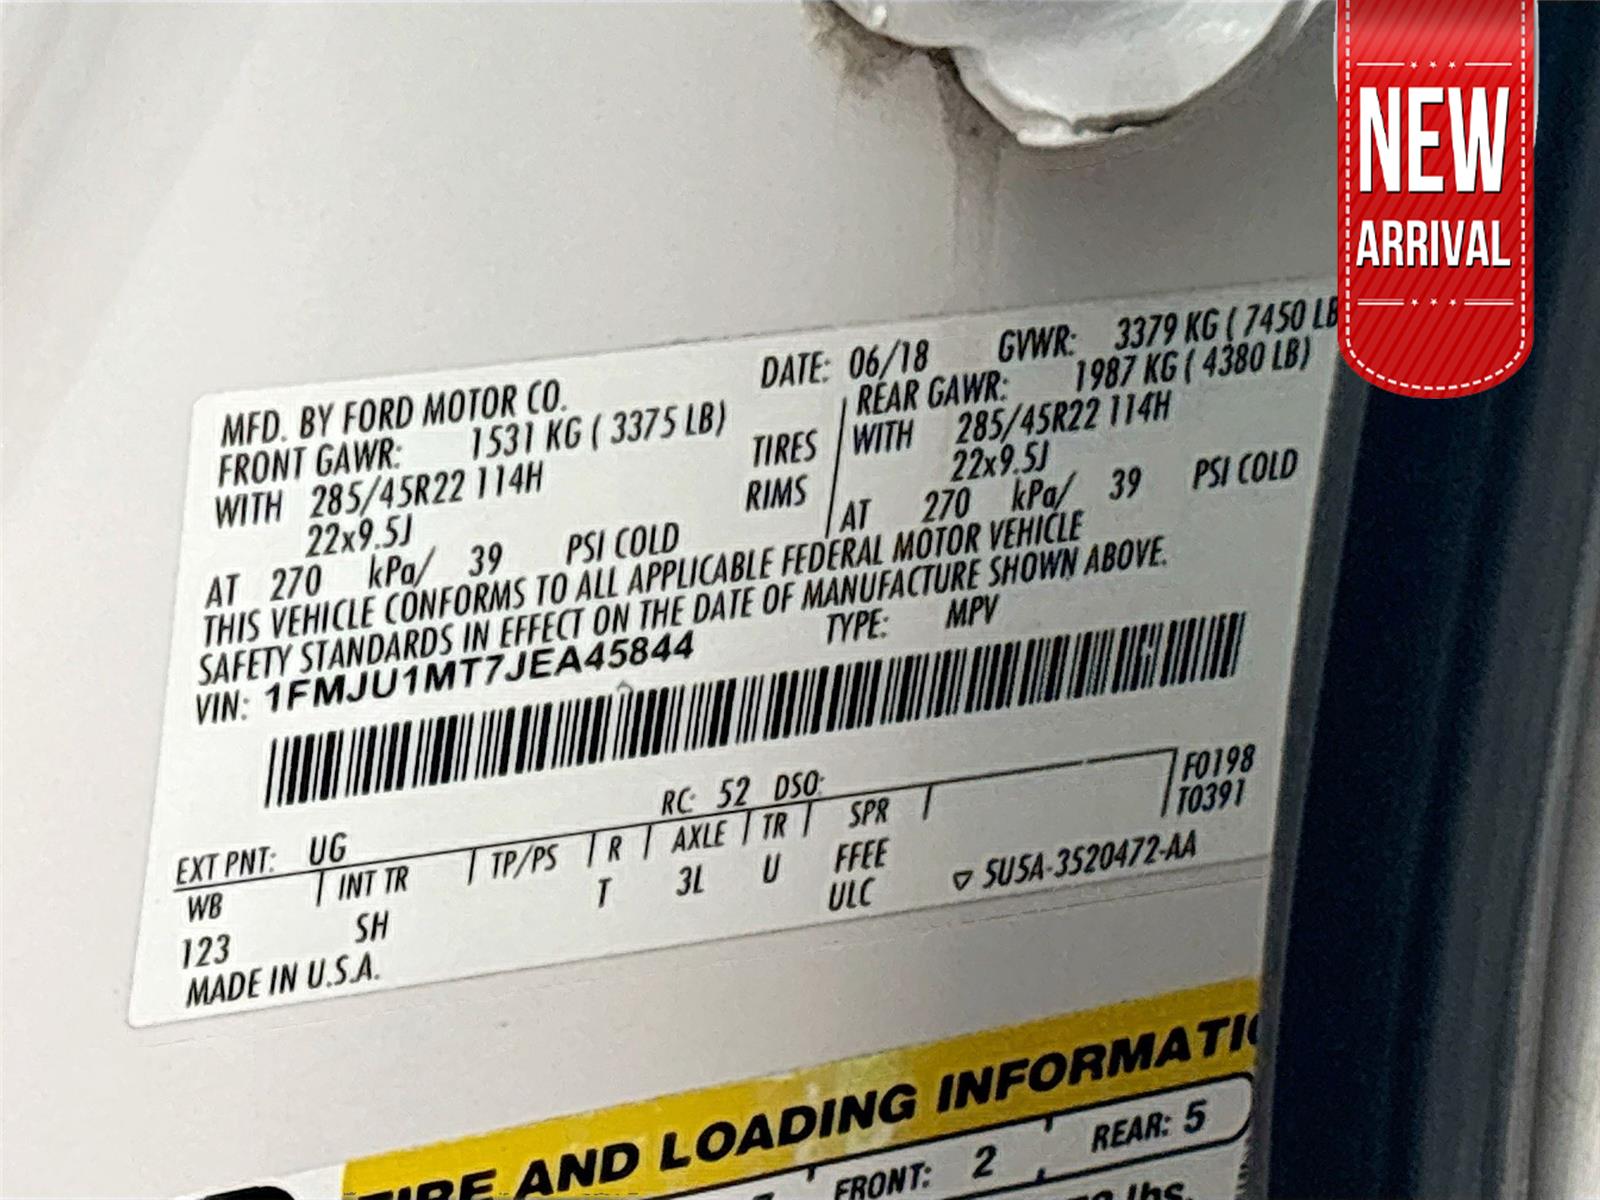 NEW
ARRIVAL
MFD. BY FORD MOTOR CO. DATE: 06/18 GVWR: 3379 KG ( 7450 LB
FRONT GAWR: 1531 KG ( 3375 LB) REAR GAWR: 1987 KG ( 4380 LB)
WITH 285/45R22 114H TIRES WITH 285/45R22 114H
22x9.5J RIMS 22x9.5J
AT 270 kPa/ 39 PSI COLD AT 270 kPa/ 39 PSI COLD
THIS VEHICLE CONFORMS TO ALL APPLICABLE FEDERAL MOTOR VEHICLE
SAFETY STANDARDS IN EFFECT ON THE DATE OF MANUFACTURE SHOWN ABOVE.
VIN: 1FMJU1MT7JEA45844 TYPE: MPV
EXT PNT: UG RC: 52 DSO: F0198
T0391
WB INT TR TP/PS R AXLE TR SPR
123 SH T 3L U FFEE
ULC ▽ SU5A-3520472-AA
MADE IN U.S.A.
TIRE AND LOADING INFORMATI
FRONT: 2 REAR: 5
lbs.